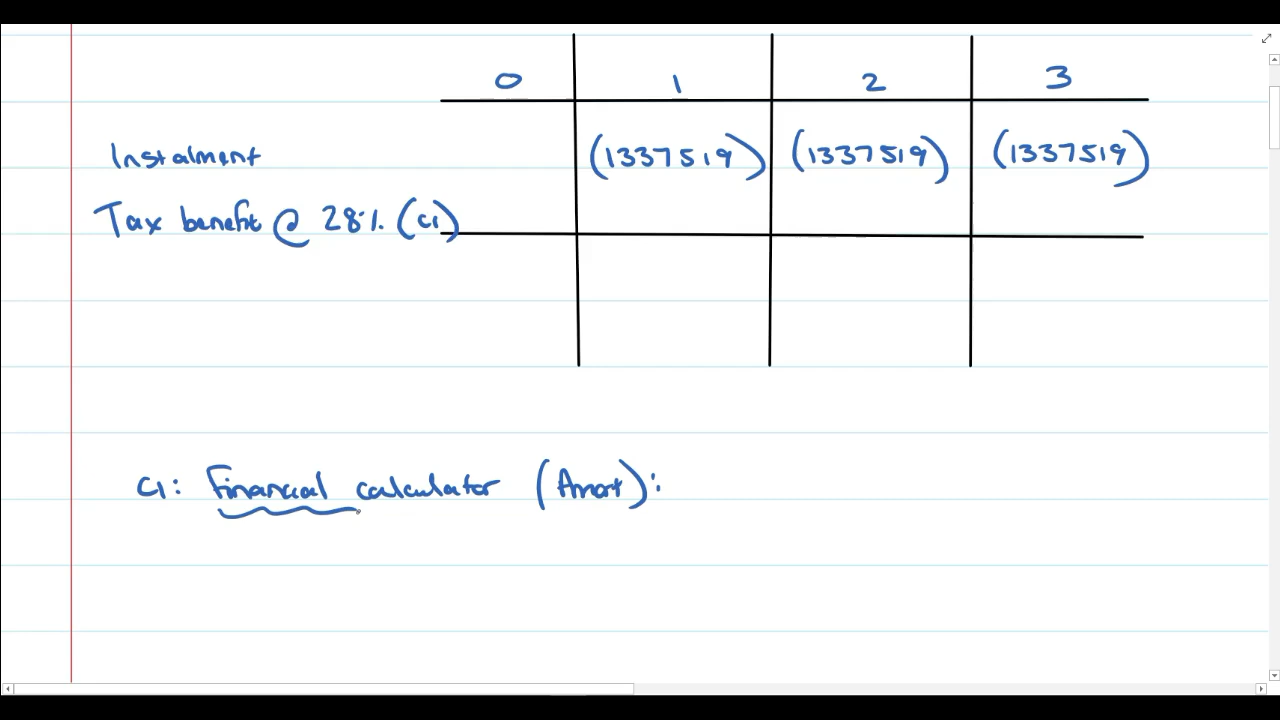 0 1 2 3
Instalment (1337519) (1337519) (1337519)
Tax benefit @ 28% (C1)
C1: Financial calculator (Amort):